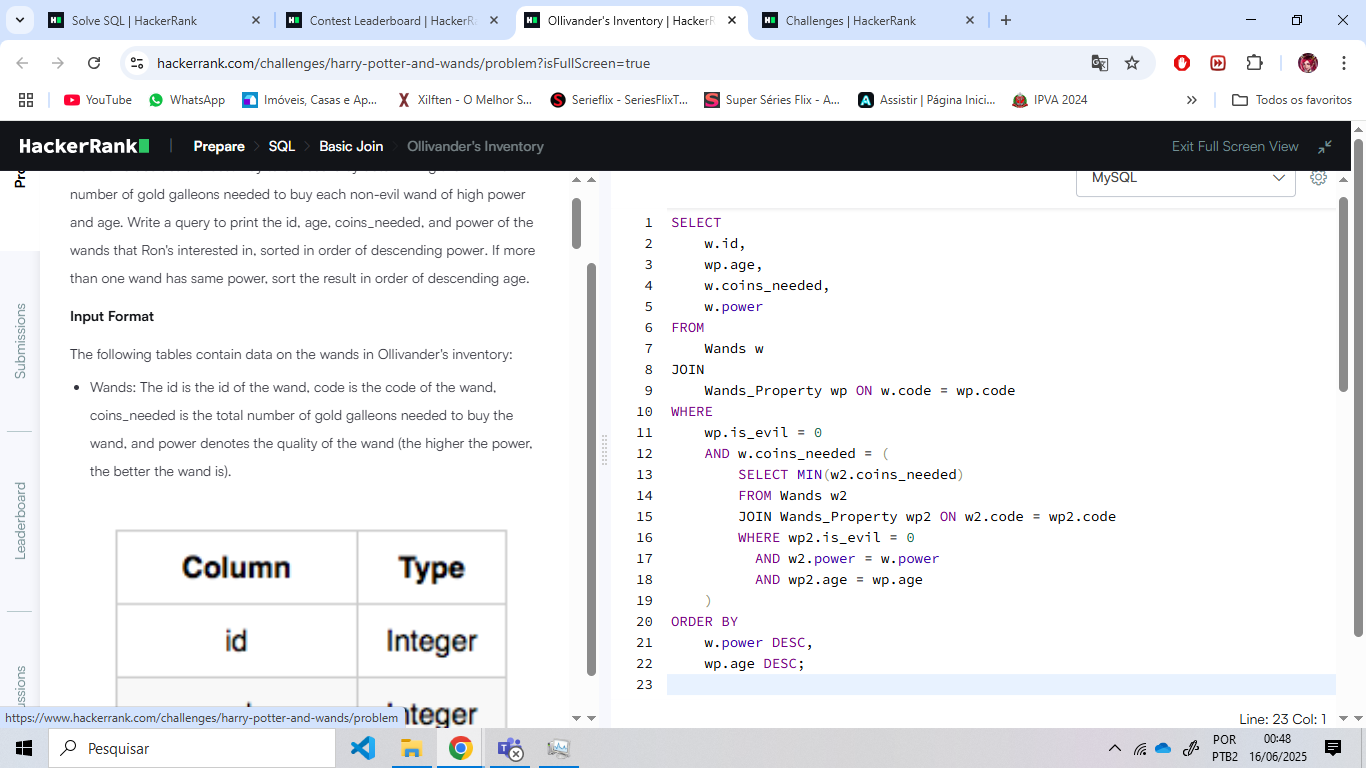 Solve SQL | HackerRank
Contest Leaderboard | HackerRa
Ollivander's Inventory | HackerR
Challenges | HackerRank
hackerrank.com/challenges/harry-potter-and-wands/problem?isFullScreen=true
YouTube
WhatsApp
Imóveis, Casas e Ap...
Xilften - O Melhor S...
Serieflix - SeriesFlixT...
Super Séries Flix - A...
Assistir | Página Inici...
IPVA 2024
Todos os favoritos
HackerRank
Prepare
SQL
Basic Join
Ollivander's Inventory
Exit Full Screen View
number of gold galleons needed to buy each non-evil wand of high power
and age. Write a query to print the id, age, coins_needed, and power of the
wands that Ron's interested in, sorted in order of descending power. If more
than one wand has same power, sort the result in order of descending age.
Input Format
The following tables contain data on the wands in Ollivander's inventory:
• Wands: The id is the id of the wand, code is the code of the wand,
coins_needed is the total number of gold galleons needed to buy the
wand, and power denotes the quality of the wand (the higher the power,
the better the wand is).
Column Type
id Integer
Integer
Submissions
Leaderboard
MySQL
1 SELECT
2 w.id,
3 wp.age,
4 w.coins_needed,
5 w.power
6 FROM
7 Wands w
8 JOIN
9 Wands_Property wp ON w.code = wp.code
10 WHERE
11 wp.is_evil = 0
12 AND w.coins_needed = (
13 SELECT MIN(w2.coins_needed)
14 FROM Wands w2
15 JOIN Wands_Property wp2 ON w2.code = wp2.code
16 WHERE wp2.is_evil = 0
17 AND w2.power = w.power
18 AND wp2.age = wp.age
19 )
20 ORDER BY
21 w.power DESC,
22 wp.age DESC;
23
Line: 23 Col: 1
https://www.hackerrank.com/challenges/harry-potter-and-wands/problem
Pesquisar
POR
PTB2
00:48
16/06/2025